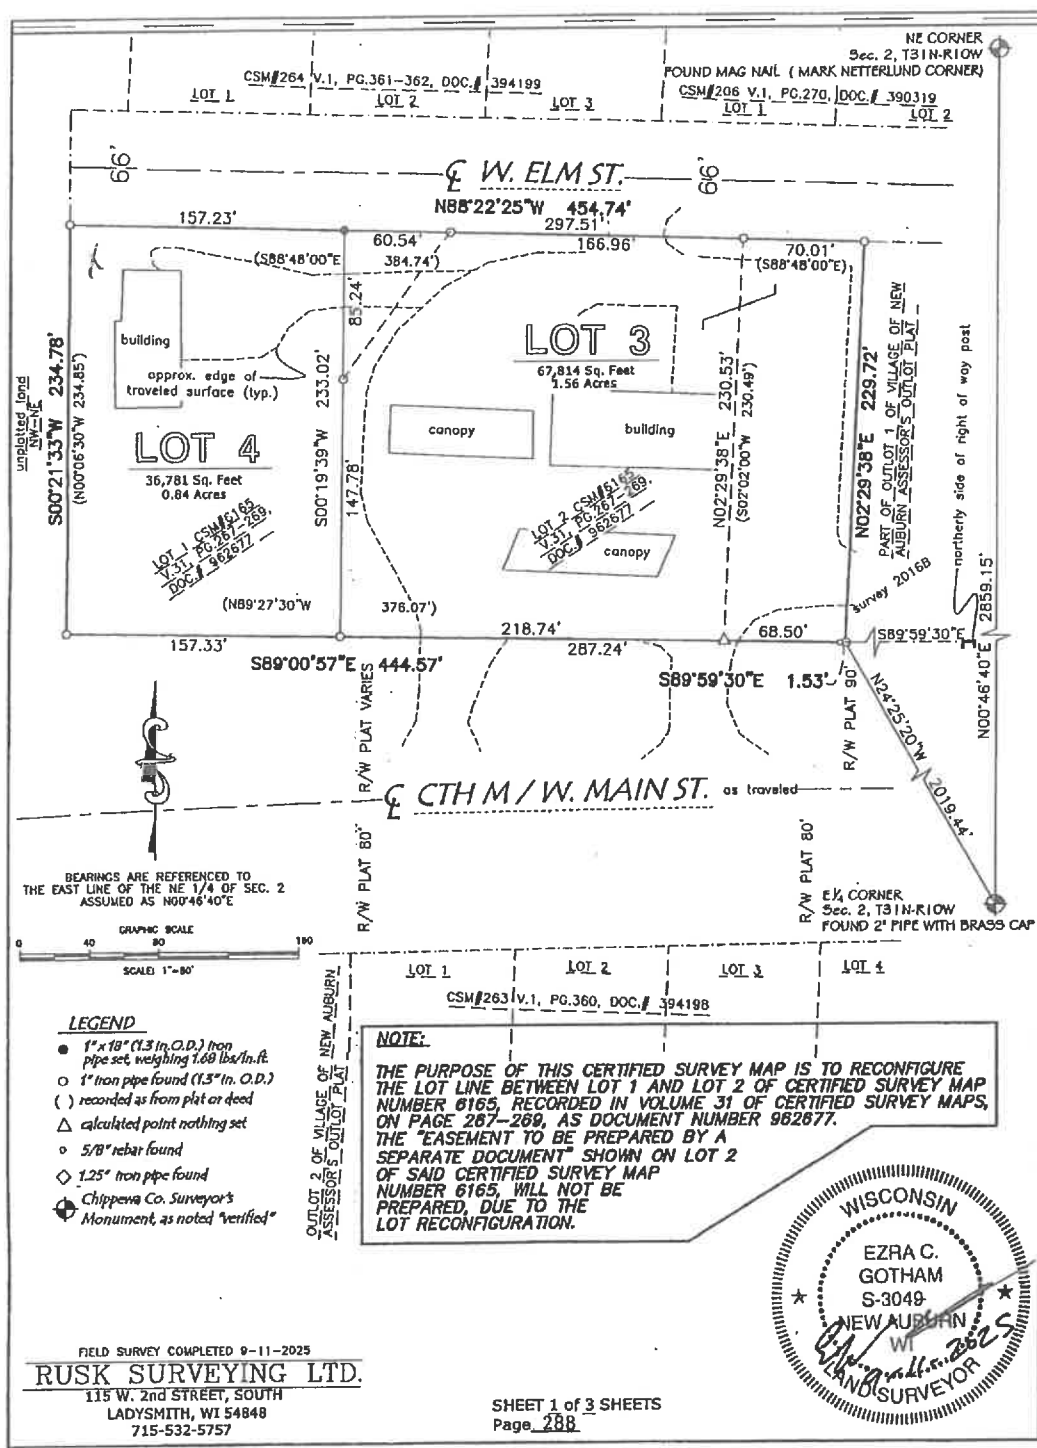 NE CORNER
Sec. 2, T31N-R10W
FOUND MAG NAIL ( MARK NETTERLUND CORNER)
CSM#264 V.1, PG.361-362, DOC.# 394199
CSM#206 V.1, PG.270, DOC.# 390319
LOT 1
LOT 2
LOT 3
LOT 1
LOT 2
66'
℄ W. ELM ST.
66'
N88°22'25"W 454.74'
157.23'
297.51'
60.54'
166.96'
70.01'
(S88°48'00"E 384.74')
(S88°48'00"E)
85.24'
building
approx. edge of
traveled surface (typ.)
LOT 3
67,814 Sq. Feet
1.56 Acres
unplatted land
NW-NE
S00°21'33"W 234.78'
(N00°06'30"W 234.85')
LOT 4
36,781 Sq. Feet
0.84 Acres
LOT 1 CSM#6165
V.31, PG.267-269,
DOC.# 962677
S00°19'39"W 233.02'
147.78'
canopy
building
LOT 2 CSM#6165
V.31, PG.267-269,
DOC.# 962677
canopy
N02°29'38"E 230.53'
(S02°02'00"W 230.49')
N02°29'38"E 229.72'
PART OF OUTLOT 1 OF VILLAGE OF NEW
AUBURN ASSESSOR'S OUTLOT PLAT
northerly side of right of way post
survey 2016B
N00°46'40"E 2859.15'
(N89°27'30"W 376.07')
157.33'
218.74'
68.50'
S89°59'30"E
S89°00'57"E 444.57'
287.24'
S89°59'30"E 1.53'
R/W PLAT VARIES
R/W PLAT 90'
N24°25'20"W 2019.44'
℄ CTH M / W. MAIN ST. as traveled
R/W PLAT 80'
R/W PLAT 80'
BEARINGS ARE REFERENCED TO
THE EAST LINE OF THE NE 1/4 OF SEC. 2
ASSUMED AS N00°46'40"E
E¼ CORNER
Sec. 2, T31N-R10W
FOUND 2" PIPE WITH BRASS CAP
GRAPHIC SCALE
0 40 80 160
SCALE: 1"=80'
LOT 1
LOT 2
LOT 3
LOT 4
CSM#263 V.1, PG.360, DOC.# 394198
OUTLOT 2 OF VILLAGE OF NEW AUBURN
ASSESSOR'S OUTLOT PLAT
LEGEND
1" x 18" (1.3 in. O.D.) iron
pipe set, weighing 1.68 lbs/in.ft.
1" iron pipe found (1.3" in. O.D.)
( ) recorded as from plat or deed
calculated point nothing set
5/8" rebar found
1.25" iron pipe found
Chippewa Co. Surveyor's
Monument, as noted "verified"
NOTE:
THE PURPOSE OF THIS CERTIFIED SURVEY MAP IS TO RECONFIGURE
THE LOT LINE BETWEEN LOT 1 AND LOT 2 OF CERTIFIED SURVEY MAP
NUMBER 6165, RECORDED IN VOLUME 31 OF CERTIFIED SURVEY MAPS,
ON PAGE 267-269, AS DOCUMENT NUMBER 962677.
THE "EASEMENT TO BE PREPARED BY A
SEPARATE DOCUMENT" SHOWN ON LOT 2
OF SAID CERTIFIED SURVEY MAP
NUMBER 6165, WILL NOT BE
PREPARED, DUE TO THE
LOT RECONFIGURATION.
WISCONSIN
EZRA C.
GOTHAM
S-3049
NEW AUBURN
WI
LAND SURVEYOR
FIELD SURVEY COMPLETED 9-11-2025
RUSK SURVEYING LTD.
115 W. 2nd STREET, SOUTH
LADYSMITH, WI 54848
715-532-5757
SHEET 1 of 3 SHEETS
Page 288